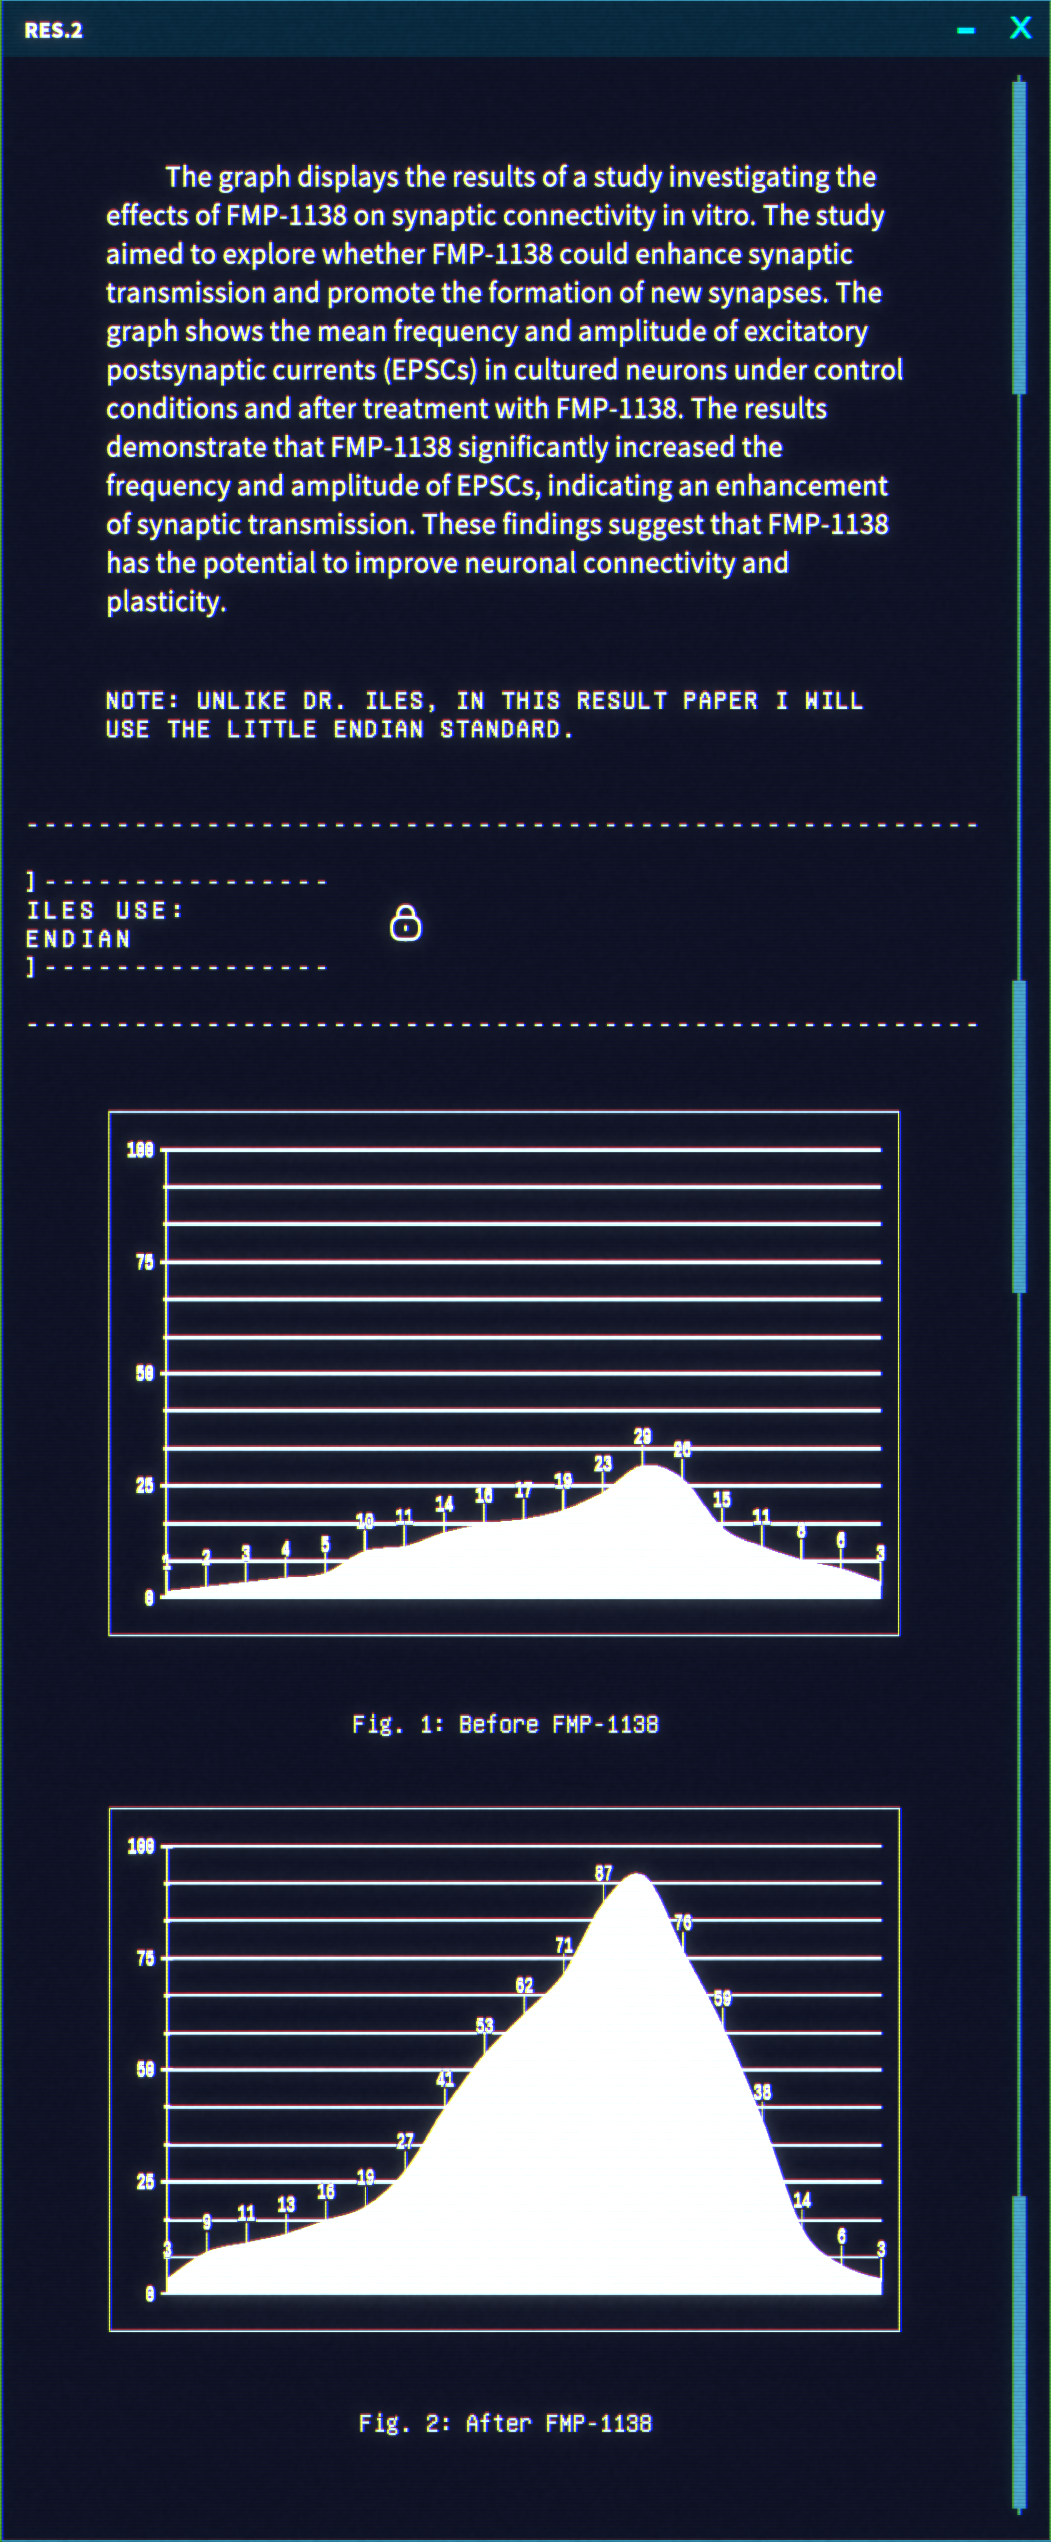 RES.2
The graph displays the results of a study investigating the
effects of FMP-1138 on synaptic connectivity in vitro. The study
aimed to explore whether FMP-1138 could enhance synaptic
transmission and promote the formation of new synapses. The
graph shows the mean frequency and amplitude of excitatory
postsynaptic currents (EPSCs) in cultured neurons under control
conditions and after treatment with FMP-1138. The results
demonstrate that FMP-1138 significantly increased the
frequency and amplitude of EPSCs, indicating an enhancement
of synaptic transmission. These findings suggest that FMP-1138
has the potential to improve neuronal connectivity and
plasticity.
NOTE: UNLIKE DR. ILES, IN THIS RESULT PAPER I WILL
USE THE LITTLE ENDIAN STANDARD.
ILES USE:
ENDIAN
100
75
50
25
0
1 2 3 4 5 10 11 14 16 17 19 23 29 26 15 11 8 6 3
Fig. 1: Before FMP-1138
100
75
50
25
0
3 9 11 13 16 19 27 41 53 62 71 87 76 59 38 14 6 3
Fig. 2: After FMP-1138